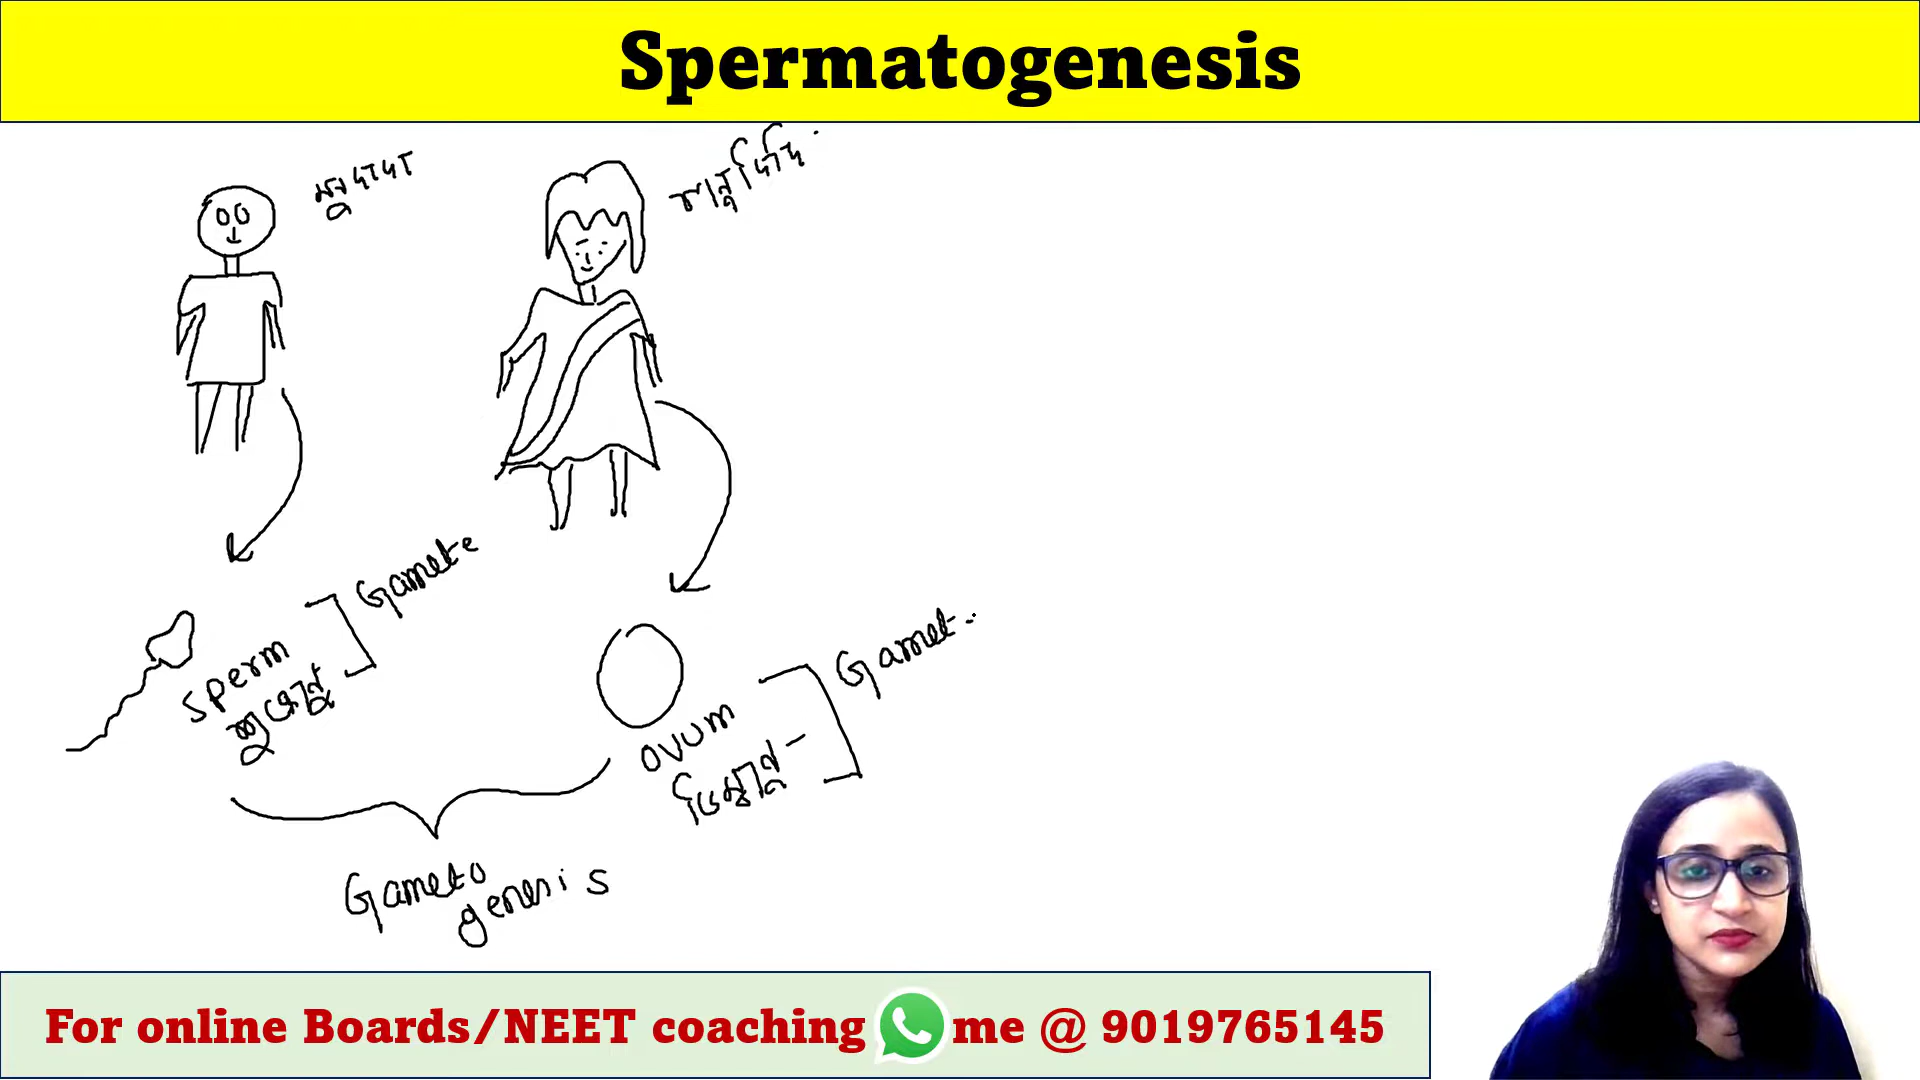 Spermatogenesis
Gamete
Sperm
Gamet
ovum
Gameto
genesis
For online Boards/NEET coaching me @ 9019765145